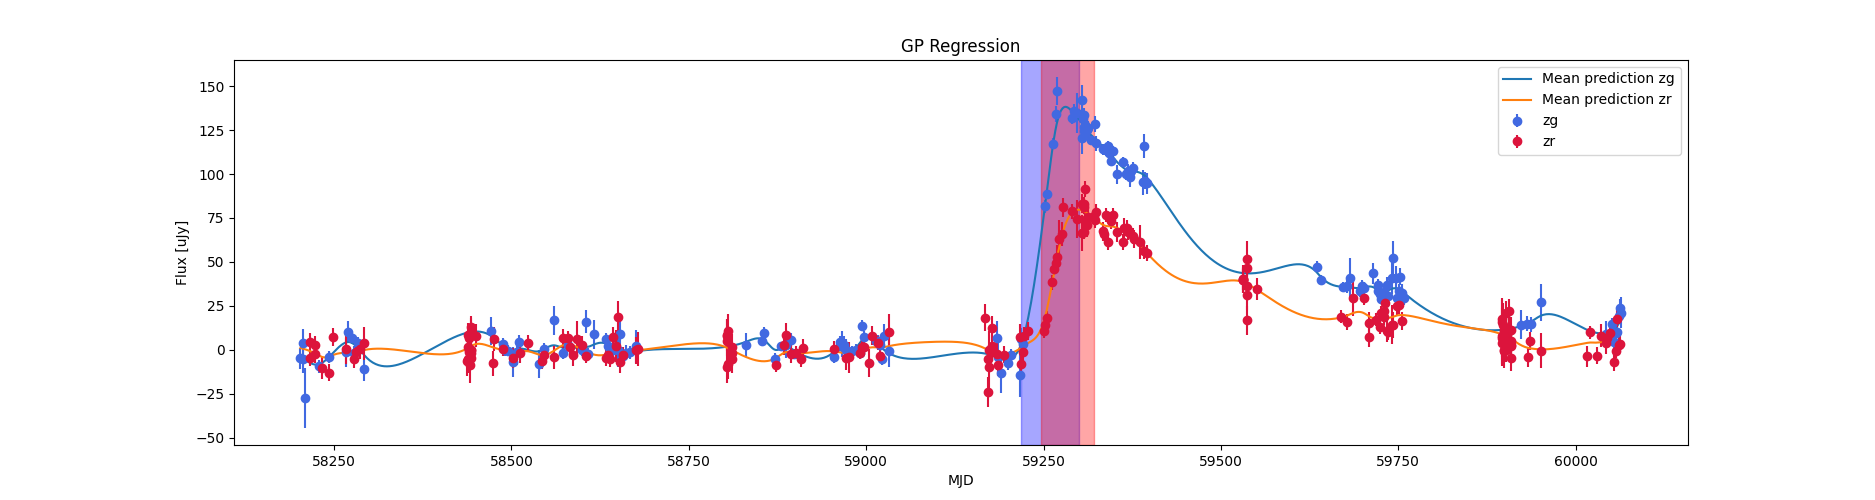 GP Regression
Flux [uJy]
150
125
100
75
50
25
0
−25
−50
Mean prediction zg
Mean prediction zr
zg
zr
58250 58500 58750 59000 59250 59500 59750 60000
MJD